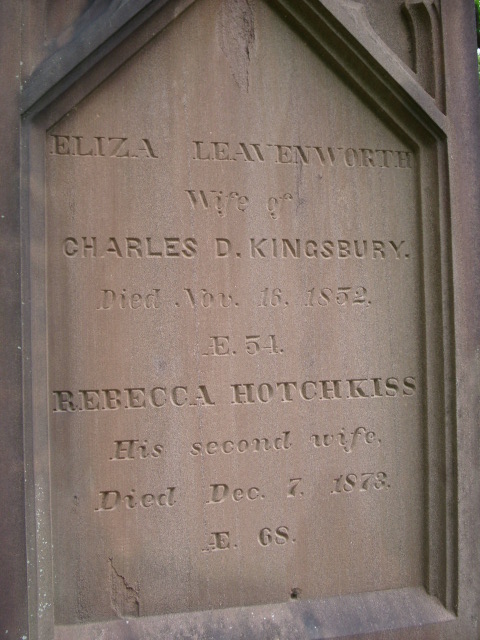 ELIZA LEAVENWORTH
Wife of
CHARLES D. KINGSBURY.
Died Nov. 16. 1852.
Æ. 54.
REBECCA HOTCHKISS
His second wife,
Died Dec. 7. 1873.
Æ. 68.